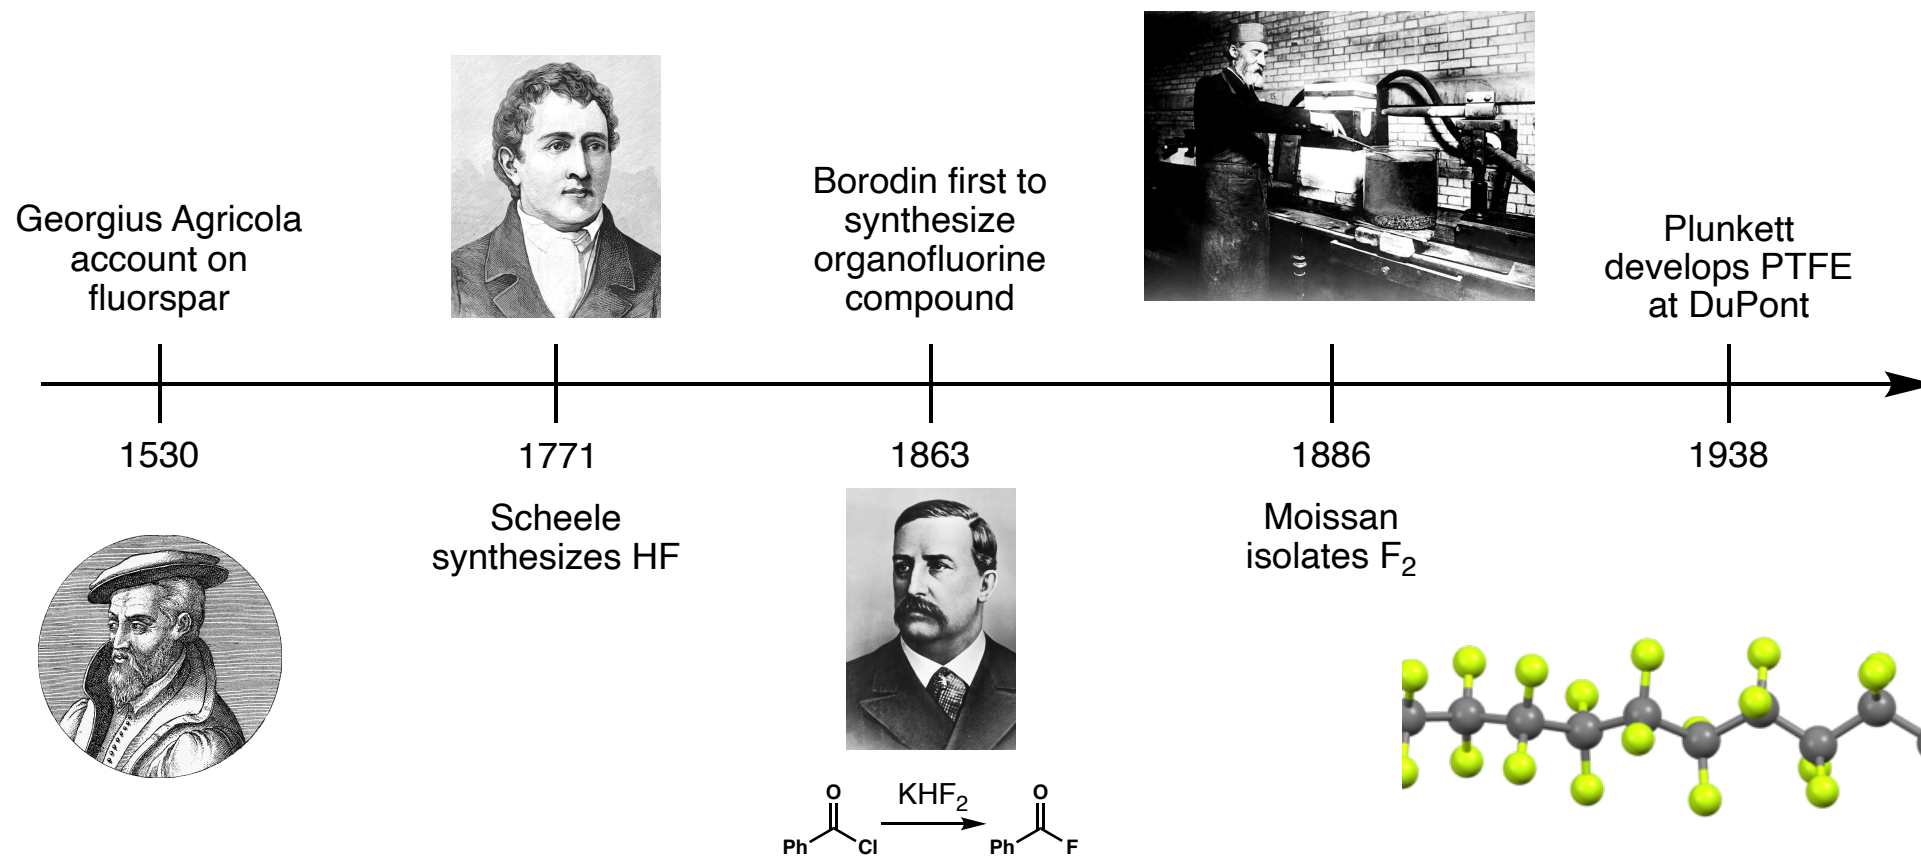 Georgius Agricola
account on
fluorspar
Borodin first to
synthesize
organofluorine
compound
Plunkett
develops PTFE
at DuPont
1530
1771
1863
1886
1938
Scheele
synthesizes HF
Moissan
isolates F₂
KHF₂
O
Ph
Cl
O
Ph
F